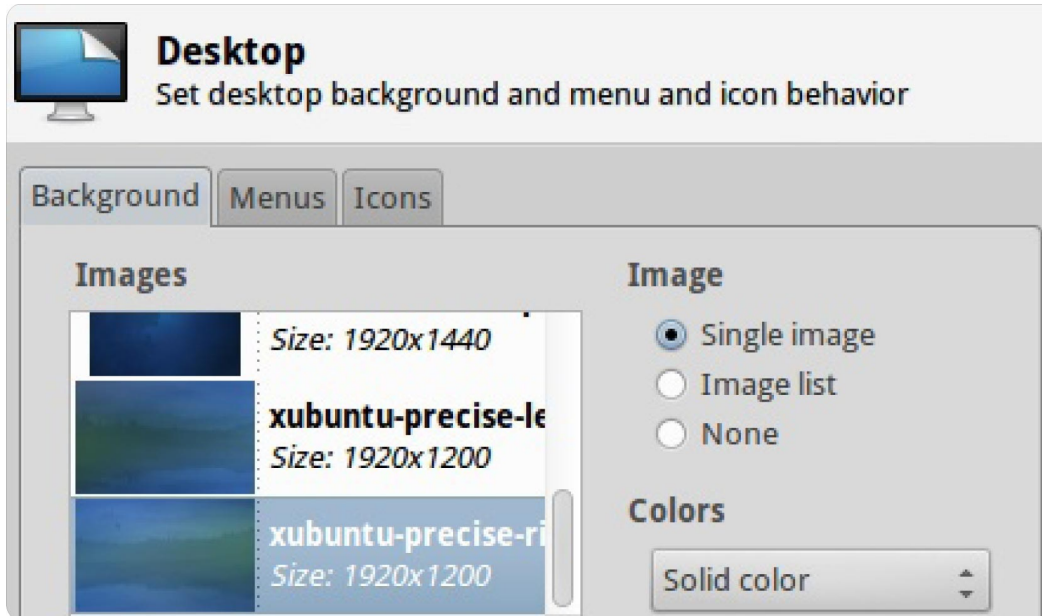 Desktop
Set desktop background and menu and icon behavior
Background Menus Icons
Images
Size: 1920x1440
xubuntu-precise-le
Size: 1920x1200
xubuntu-precise-ri
Size: 1920x1200
Image
Single image
Image list
None
Colors
Solid color